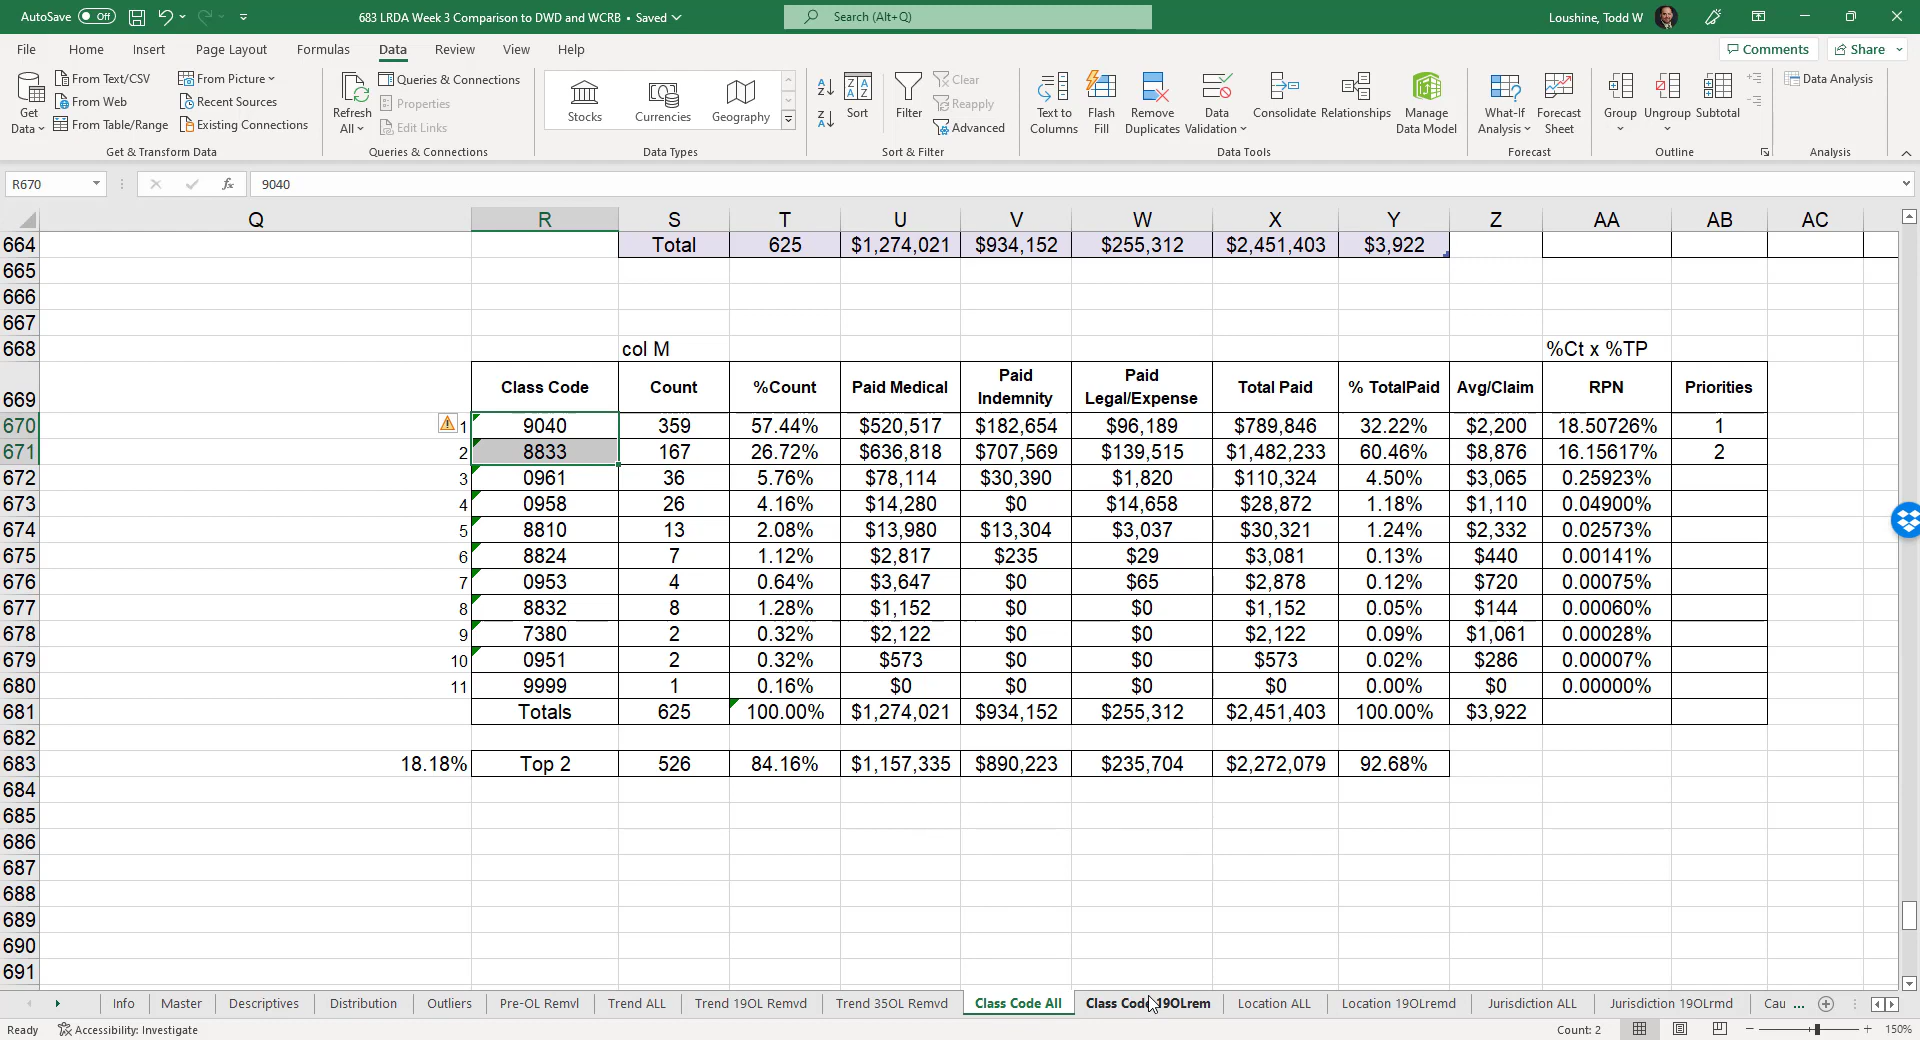 AutoSave Off 683 LRDA Week 3 Comparison to DWD and WCRB • Saved Search (Alt+Q) Loushine, Todd W
File Home Insert Page Layout Formulas Data Review View Help Comments Share
From Text/CSV From Picture Queries & Connections Clear Data Analysis
From Web Recent Sources Properties Reapply
From Table/Range Existing Connections Edit Links Advanced
Get Data Refresh All Stocks Currencies Geography Sort Filter Text to Columns Flash Fill Remove Duplicates Data Validation Consolidate Relationships Manage Data Model What-If Analysis Forecast Sheet Group Ungroup Subtotal
Get & Transform Data Queries & Connections Data Types Sort & Filter Data Tools Forecast Outline Analysis
R670 fx 9040
Q R S T U V W X Y Z AA AB AC
664 Total 625 $1,274,021 $934,152 $255,312 $2,451,403 $3,922
665
666
667
668 col M %Ct x %TP
669 Class Code Count %Count Paid Medical Paid Indemnity Paid Legal/Expense Total Paid % TotalPaid Avg/Claim RPN Priorities
670 1 9040 359 57.44% $520,517 $182,654 $96,189 $789,846 32.22% $2,200 18.50726% 1
671 2 8833 167 26.72% $636,818 $707,569 $139,515 $1,482,233 60.46% $8,876 16.15617% 2
672 3 0961 36 5.76% $78,114 $30,390 $1,820 $110,324 4.50% $3,065 0.25923%
673 4 0958 26 4.16% $14,280 $0 $14,658 $28,872 1.18% $1,110 0.04900%
674 5 8810 13 2.08% $13,980 $13,304 $3,037 $30,321 1.24% $2,332 0.02573%
675 6 8824 7 1.12% $2,817 $235 $29 $3,081 0.13% $440 0.00141%
676 7 0953 4 0.64% $3,647 $0 $65 $2,878 0.12% $720 0.00075%
677 8 8832 8 1.28% $1,152 $0 $0 $1,152 0.05% $144 0.00060%
678 9 7380 2 0.32% $2,122 $0 $0 $2,122 0.09% $1,061 0.00028%
679 10 0951 2 0.32% $573 $0 $0 $573 0.02% $286 0.00007%
680 11 9999 1 0.16% $0 $0 $0 $0 0.00% $0 0.00000%
681 Totals 625 100.00% $1,274,021 $934,152 $255,312 $2,451,403 100.00% $3,922
682
683 18.18% Top 2 526 84.16% $1,157,335 $890,223 $235,704 $2,272,079 92.68%
684
685
686
687
688
689
690
691
Info Master Descriptives Distribution Outliers Pre-OL Remvl Trend ALL Trend 19OL Remvd Trend 35OL Remvd Class Code All Class Code 19OLrem Location ALL Location 19OLremd Jurisdiction ALL Jurisdiction 19OLrmd Cau ...
Ready Accessibility: Investigate Count: 2 150%